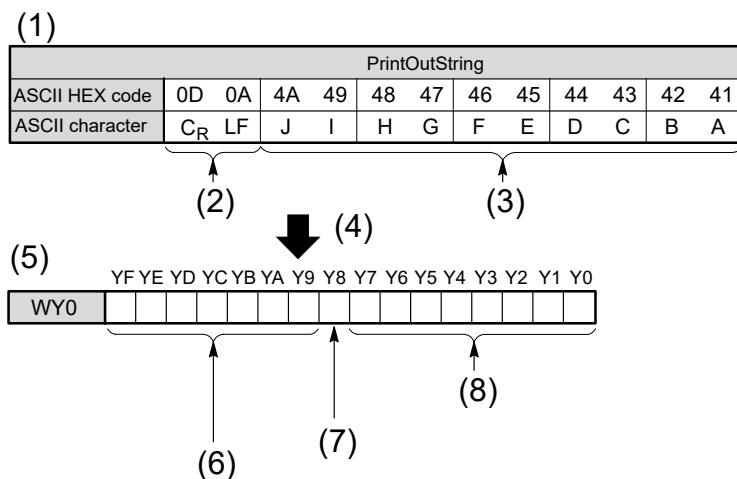 (1)
PrintOutString
ASCII HEX code 0D 0A 4A 49 48 47 46 45 44 43 42 41
ASCII character CR LF J I H G F E D C B A
(2) (3)
(4)
(5)
YF YE YD YC YB YA Y9 Y8 Y7 Y6 Y5 Y4 Y3 Y2 Y1 Y0
WY0
(6) (7) (8)